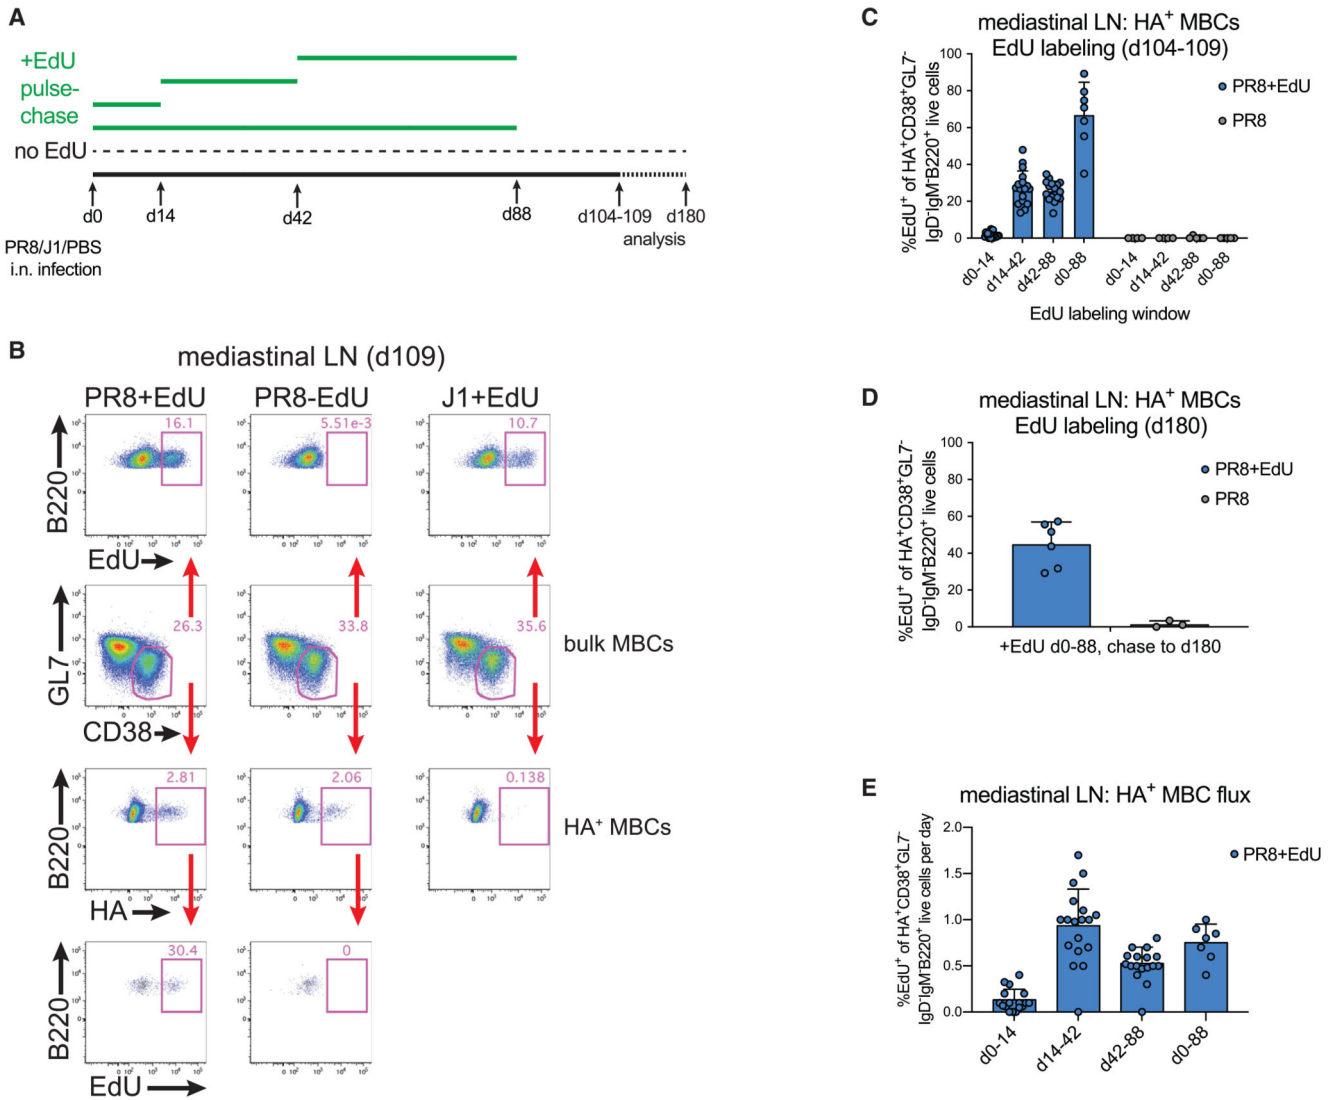 A
+EdU
pulse-
chase
no EdU
d0
d14
d42
d88
d104-109
d180
analysis
PR8/J1/PBS
i.n. infection
B
mediastinal LN (d109)
PR8+EdU
PR8-EdU
J1+EdU
16.1
5.51e-3
10.7
B220
EdU
26.3
33.8
35.6
bulk MBCs
GL7
CD38
2.81
2.06
0.138
HA+ MBCs
B220
HA
30.4
0
B220
EdU
C
mediastinal LN: HA+ MBCs
EdU labeling (d104-109)
%EdU+ of HA+CD38+GL7-
IgD-IgM-B220+ live cells
100
80
60
40
20
0
PR8+EdU
PR8
d0-14
d14-42
d42-88
d0-88
d0-14
d14-42
d42-88
d0-88
EdU labeling window
D
mediastinal LN: HA+ MBCs
EdU labeling (d180)
%EdU+ of HA+CD38+GL7-
IgD-IgM-B220+ live cells
100
80
60
40
20
0
PR8+EdU
PR8
+EdU d0-88, chase to d180
E
mediastinal LN: HA+ MBC flux
%EdU+ of HA+CD38+GL7-
IgD-IgM-B220+ live cells per day
2.0
1.5
1.0
0.5
0.0
PR8+EdU
d0-14
d14-42
d42-88
d0-88